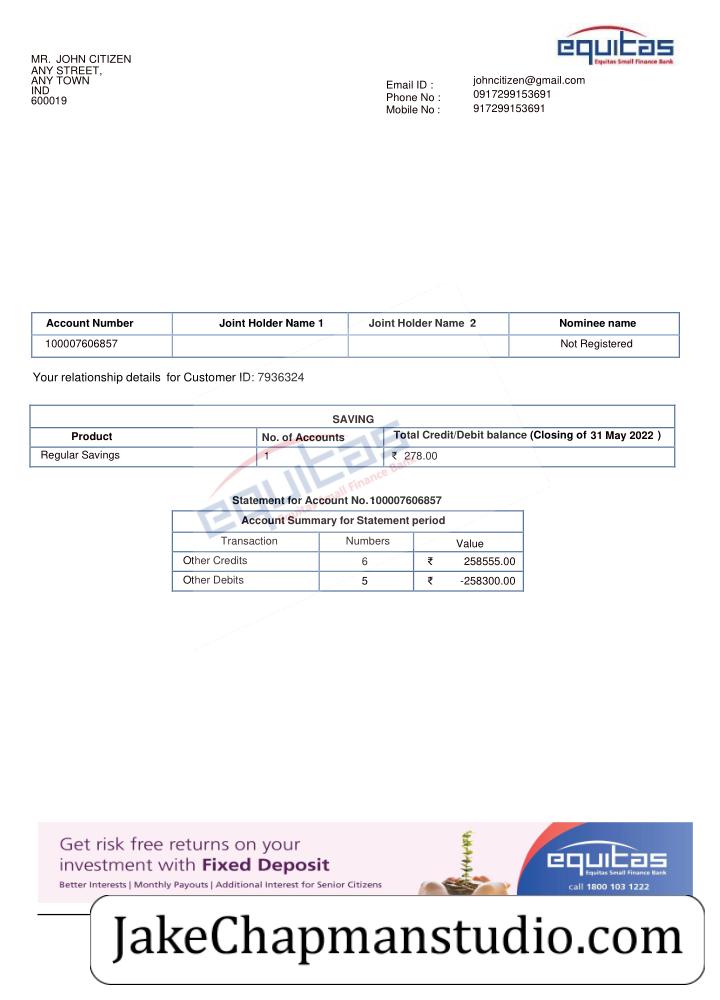 equitas
Equitas Small Finance Bank
MR. JOHN CITIZEN
ANY STREET,
ANY TOWN
IND
600019
Email ID : johncitizen@gmail.com
Phone No : 0917299153691
Mobile No : 917299153691
Account Number Joint Holder Name 1 Joint Holder Name 2 Nominee name
100007606857 Not Registered
Your relationship details for Customer ID: 7936324
SAVING
Product No. of Accounts Total Credit/Debit balance (Closing of 31 May 2022 )
Regular Savings 1 ₹ 278.00
equitas
Equitas Small Finance Bank
Statement for Account No.100007606857
Account Summary for Statement period
Transaction Numbers Value
Other Credits 6 ₹ 258555.00
Other Debits 5 ₹ -258300.00
Get risk free returns on your
investment with Fixed Deposit
Better Interests | Monthly Payouts | Additional Interest for Senior Citizens
equitas
Equitas Small Finance Bank
call 1800 103 1222
JakeChapmanstudio.com